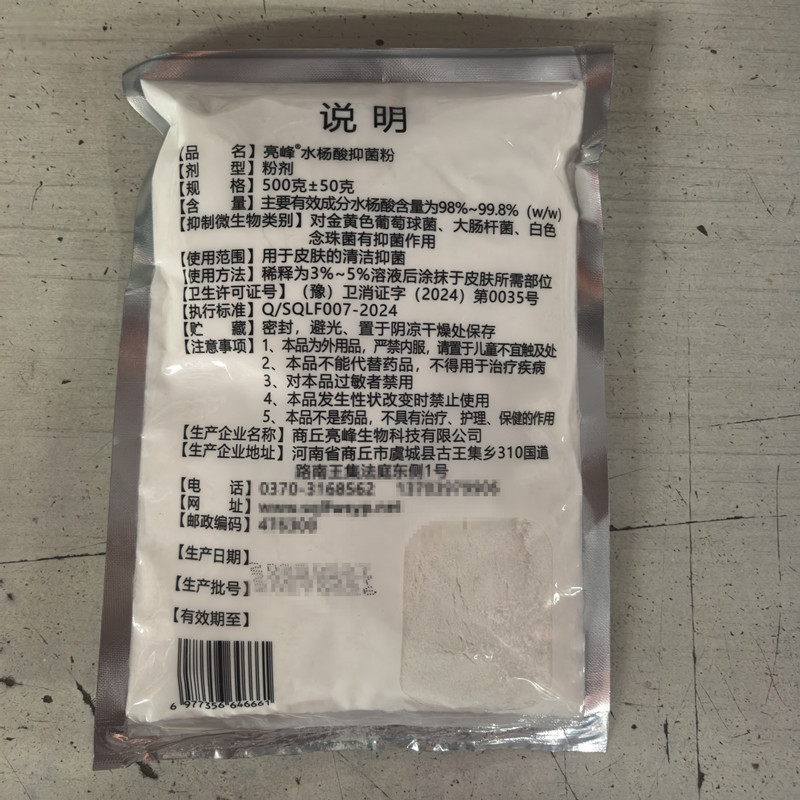 说 明
【品 名】亮峰®水杨酸抑菌粉
【剂 型】粉剂
【规 格】500克±50克
【含 量】主要有效成分水杨酸含量为98%~99.8%（w/w）
【抑制微生物类别】对金黄色葡萄球菌、大肠杆菌、白色
念珠菌有抑菌作用
【使用范围】用于皮肤的清洁抑菌
【使用方法】稀释为3%~5%溶液后涂抹于皮肤所需部位
【卫生许可证号】（豫）卫消证字（2024）第0035号
【执行标准】Q/SQLF007-2024
【贮 藏】密封，避光、置于阴凉干燥处保存
【注意事项】1、本品为外用品，严禁内服，请置于儿童不宜触及处
2、本品不能代替药品，不得用于治疗疾病
3、对本品过敏者禁用
4、本品发生性状改变时禁止使用
5、本品不是药品，不具有治疗、护理、保健的作用
【生产企业名称】商丘亮峰生物科技有限公司
【生产企业地址】河南省商丘市虞城县古王集乡310国道
路南王集法庭东侧1号
【电 话】0370-3168562
【网 址】
【邮政编码】
【生产日期】
【生产批号】
【有效期至】
6 977356 646661